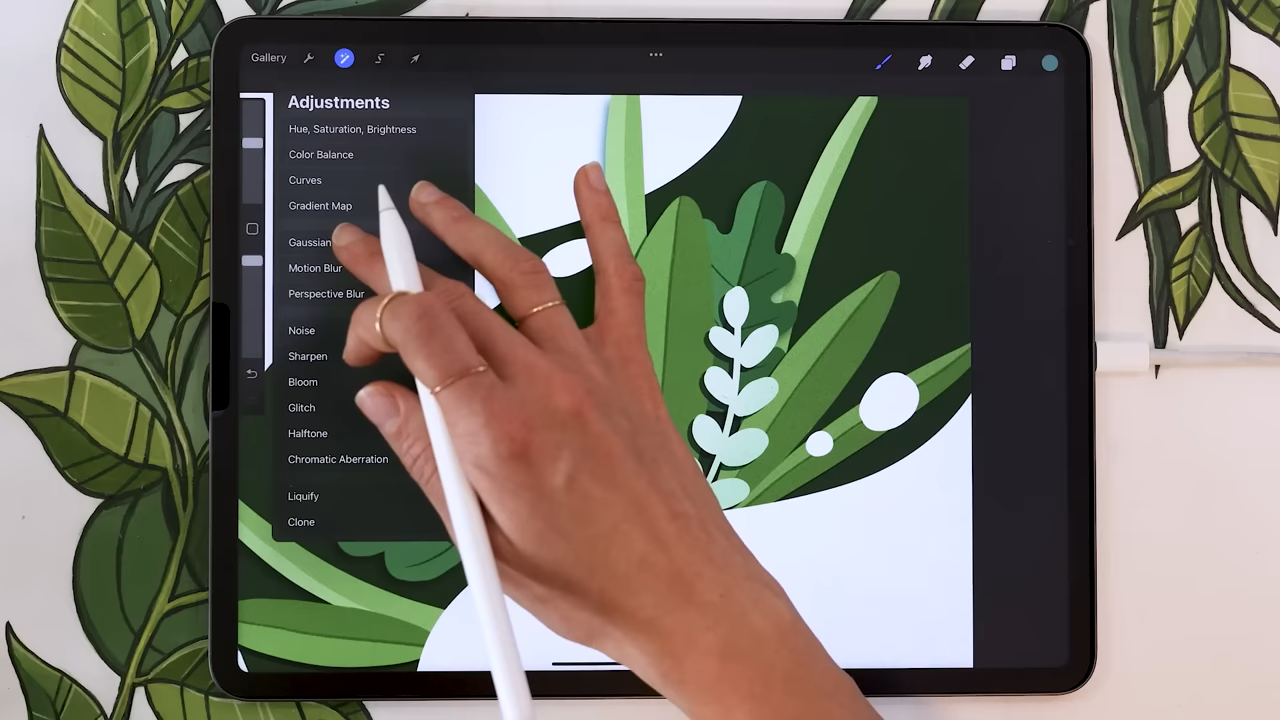 Gallery
Adjustments
Hue, Saturation, Brightness
Color Balance
Curves
Gradient Map
Gaussian
Motion Blur
Perspective Blur
Noise
Sharpen
Bloom
Glitch
Halftone
Chromatic Aberration
Liquify
Clone